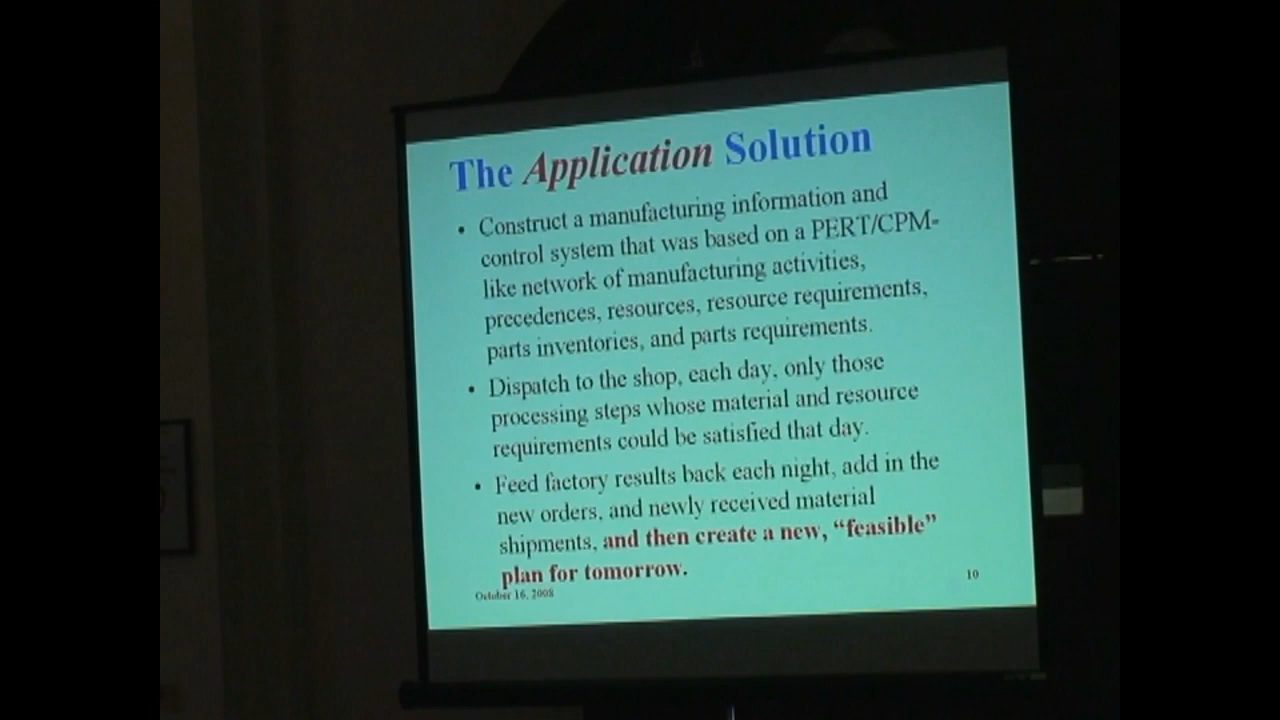 The Application Solution
• Construct a manufacturing information and
control system that was based on a PERT/CPM-
like network of manufacturing activities,
precedences, resources, resource requirements,
parts inventories, and parts requirements.
• Dispatch to the shop, each day, only those
processing steps whose material and resource
requirements could be satisfied that day.
• Feed factory results back each night, add in the
new orders, and newly received material
shipments, and then create a new, “feasible”
plan for tomorrow.
October 16, 2008
10